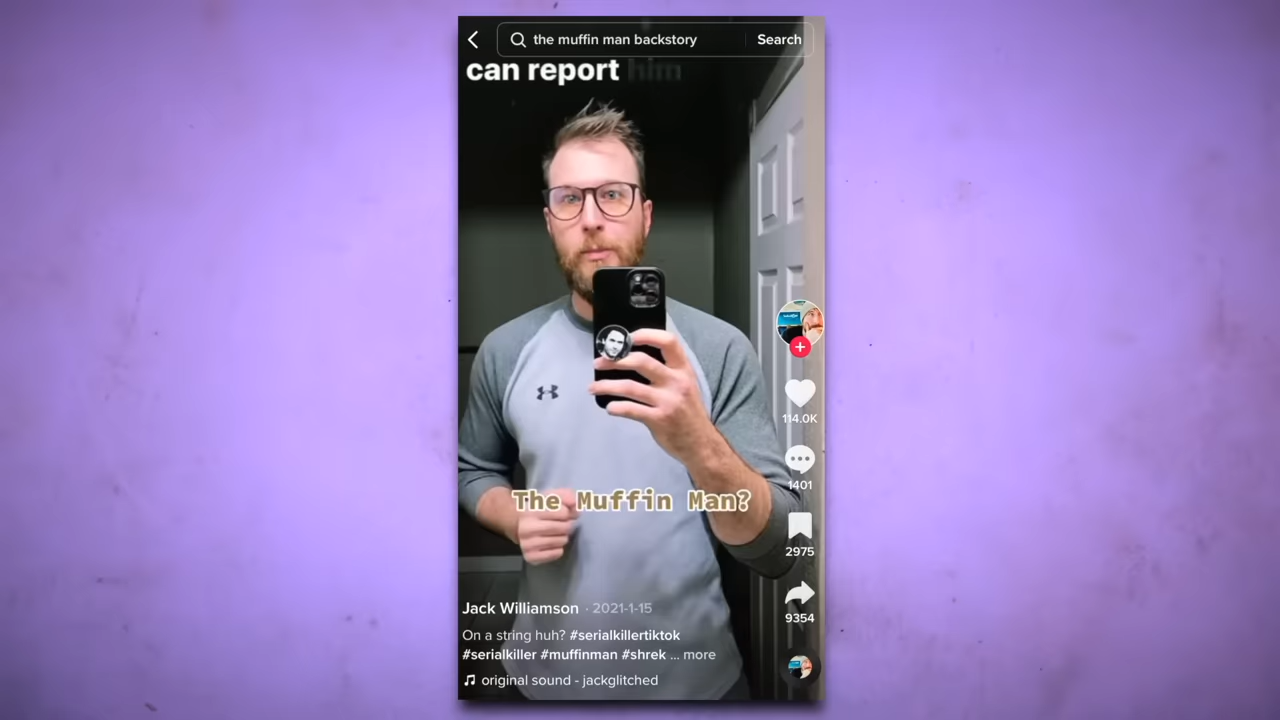 the muffin man backstory
Search
can report him
114.0K
1401
The Muffin Man?
2975
Jack Williamson · 2021-1-15
9354
On a string huh? #serialkillertiktok
#serialkiller #muffinman #shrek ... more
original sound - jackglitched